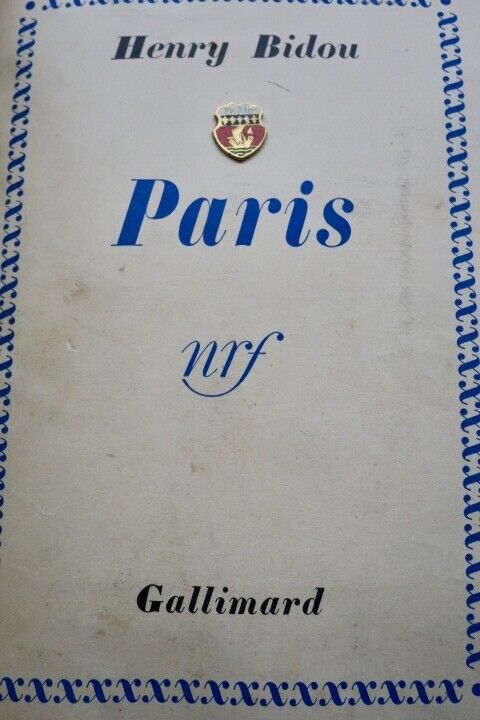 Henry Bidou
Paris
nrf
Gallimard